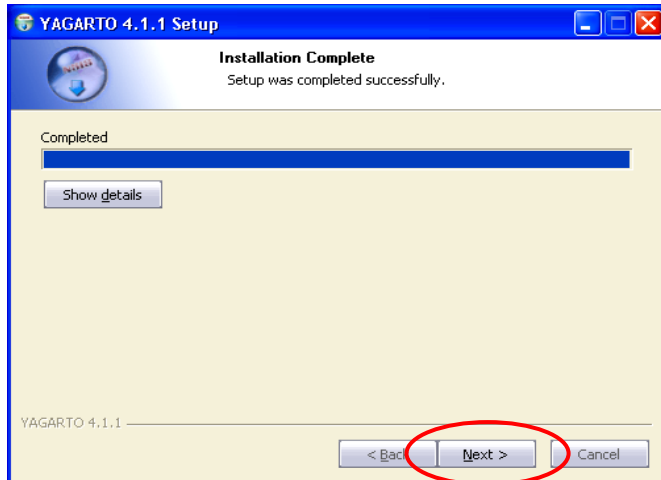 YAGARTO 4.1.1 Setup
Installation Complete
Setup was completed successfully.
Completed
Show details
YAGARTO 4.1.1
< Back Next > Cancel